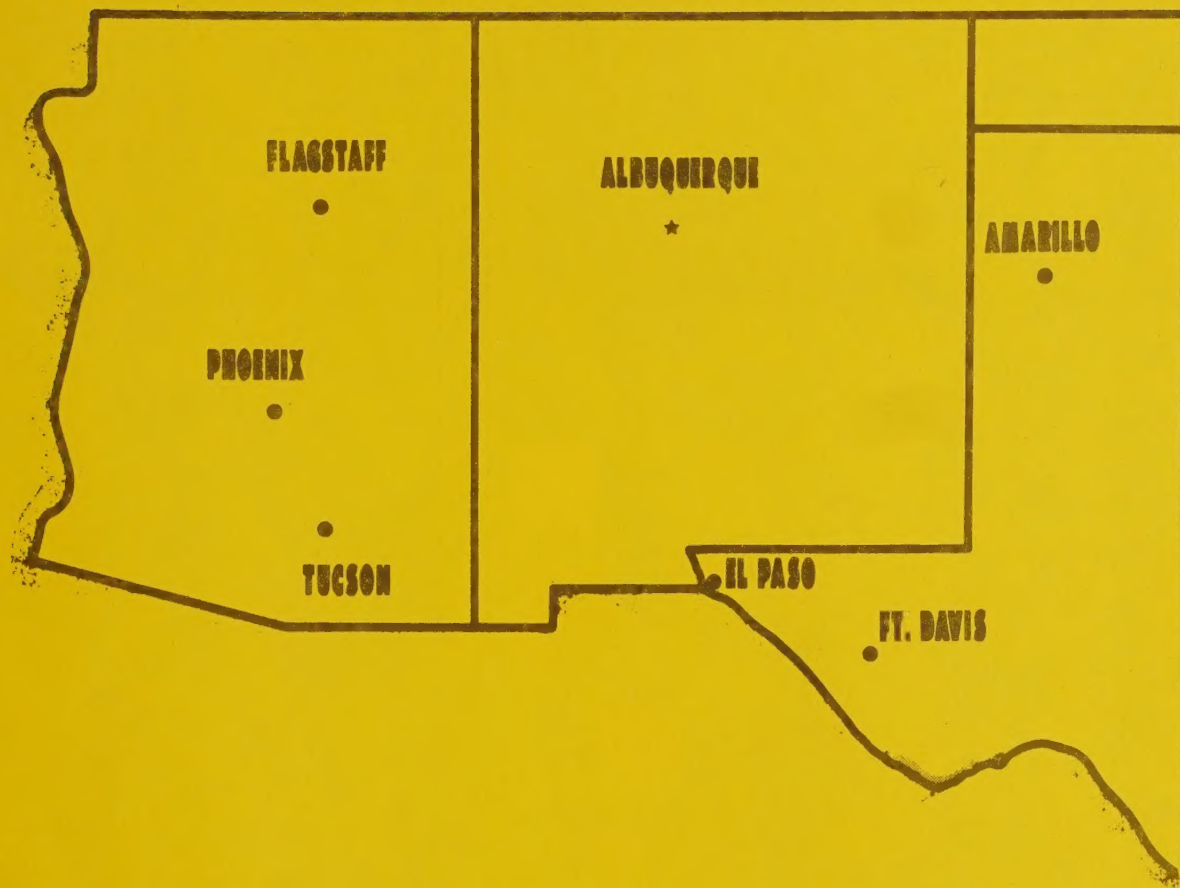 FLAGSTAFF
ALBUQUERQUE
AMARILLO
PHOENIX
TUCSON
EL PASO
FT. DAVIS